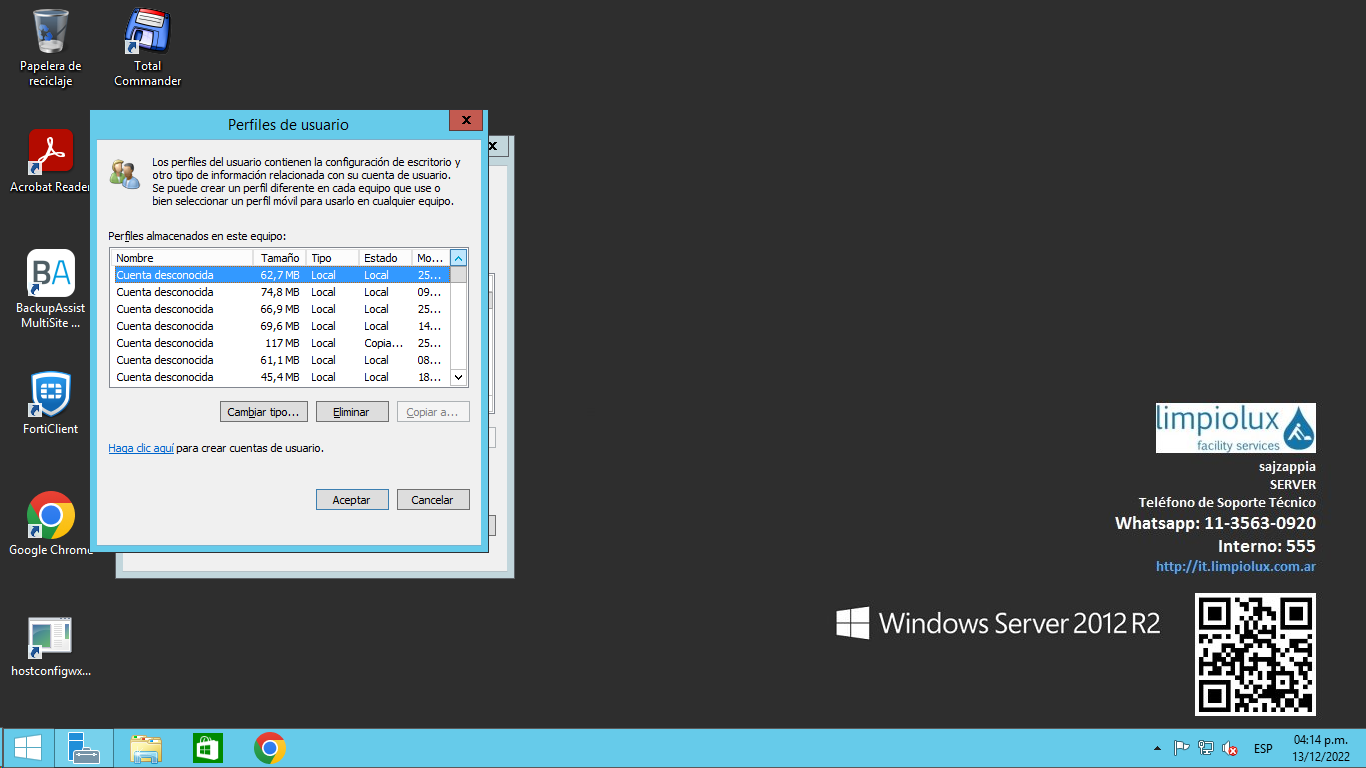 Papelera de
reciclaje
Total
Commander
Acrobat Reader
BackupAssist
MultiSite ...
FortiClient
Google Chrome
hostconfigwx...
Perfiles de usuario
Los perfiles del usuario contienen la configuración de escritorio y
otro tipo de información relacionada con su cuenta de usuario.
Se puede crear un perfil diferente en cada equipo que use o
bien seleccionar un perfil móvil para usarlo en cualquier equipo.
Perfiles almacenados en este equipo:
Nombre Tamaño Tipo Estado Mo...
Cuenta desconocida 62,7 MB Local Local 25...
Cuenta desconocida 74,8 MB Local Local 09...
Cuenta desconocida 66,9 MB Local Local 25...
Cuenta desconocida 69,6 MB Local Local 14...
Cuenta desconocida 117 MB Local Copia... 25...
Cuenta desconocida 61,1 MB Local Local 08...
Cuenta desconocida 45,4 MB Local Local 18...
Cambiar tipo... Eliminar Copiar a...
Haga clic aquí para crear cuentas de usuario.
Aceptar Cancelar
limpiolux
facility services
sajzappia
SERVER
Teléfono de Soporte Técnico
Whatsapp: 11-3563-0920
Interno: 555
http://it.limpiolux.com.ar
Windows Server 2012 R2
ESP
04:14 p.m.
13/12/2022